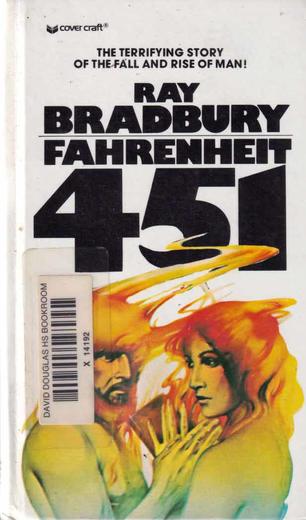 cover craft®
THE TERRIFYING STORY
OF THE FALL AND RISE OF MAN!
RAY
BRADBURY
FAHRENHEIT
451
DAVID DOUGLAS HS BOOKROOM
X 14192